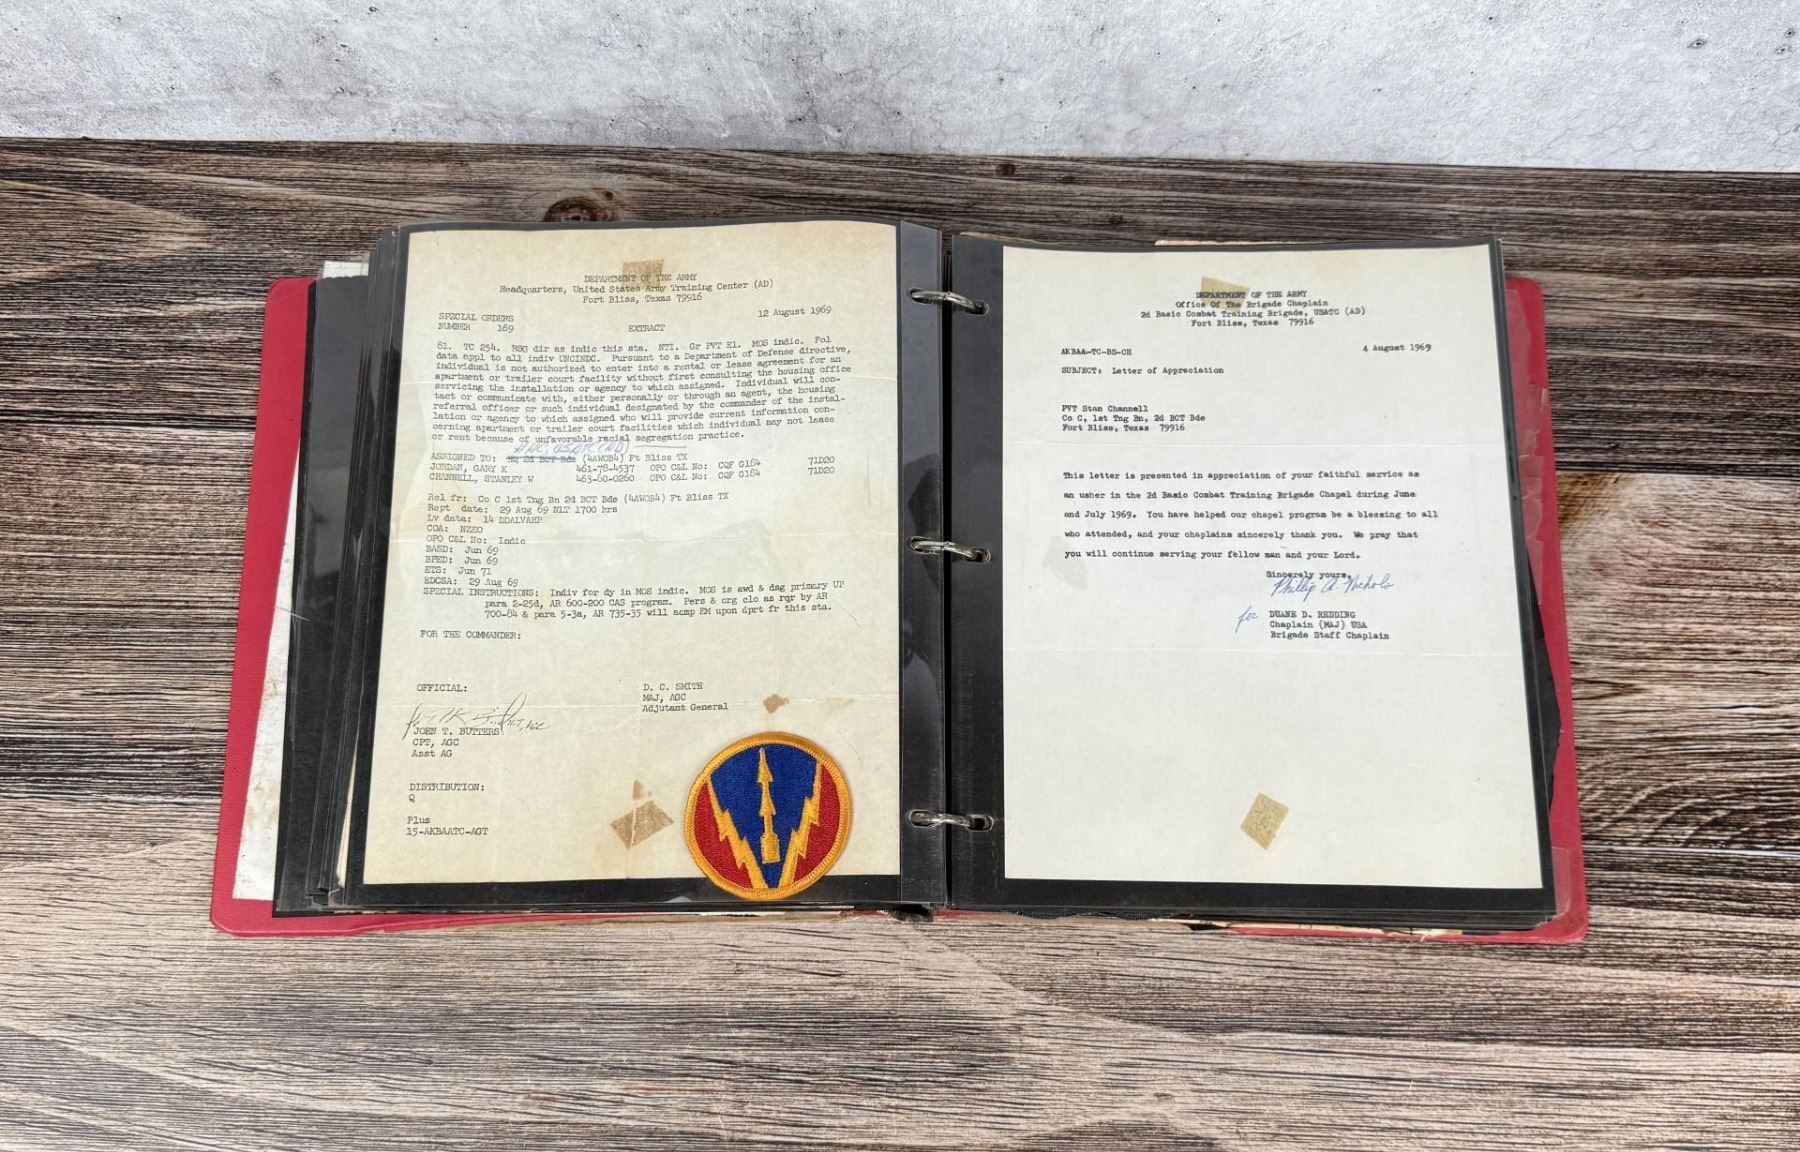 DEPARTMENT OF THE ARMY
Headquarters, United States Army Training Center (AD)
Fort Bliss, Texas 79916
SPECIAL ORDERS
12 August 1969
NUMBER 169
EXTRACT
81. TC 254. RSG dir as indic this sta. NTI. Gr PVT E1. MOS indic. Fol
data appl to all indiv UNCINDC. Pursuant to a Department of Defense directive,
individual is not authorized to enter into a rental or lease agreement for an
apartment or trailer court facility without first consulting the housing office
servicing the installation or agency to which assigned. Individual will con-
tact or communicate with, either personally or through an agent, the housing
referral officer or such individual designated by the commander of the instal-
lation or agency to which assigned who will provide current information con-
cerning apartment or trailer court facilities which individual may not lease
or rent because of unfavorable racial segregation practice.
HHC, USATC (AD)
ASSIGNED TO: Hq 2d BCT Bde (4AWOB4) Ft Bliss TX
JORDAN, GARY K 461-78-4537 OPO C&L No: CQF G184 71D20
CHANNELL, STANLEY W 463-80-0260 OPO C&L No: CQF G184 71D20
Rel fr: Co C 1st Tng Bn 2d BCT Bde (4AWOB4) Ft Bliss TX
Rept date: 29 Aug 69 NLT 1700 hrs
Lv data: 14 DDALVAHP
COA: NZEO
OPO C&L No: Indic
BASD: Jun 69
BPED: Jun 69
ETS: Jun 71
EDCSA: 29 Aug 69
SPECIAL INSTRUCTIONS: Indiv for dy in MOS indic. MOS is awd & dsg primary UP
para 2-25d, AR 600-200 CAS program. Pers & org clo as rqr by AR
700-84 & para 5-3a, AR 735-35 will acmp EM upon dprt fr this sta.
FOR THE COMMANDER:
OFFICIAL:
D. C. SMITH
MAJ, AGC
Adjutant General
JOHN T. BUTTERS
CPT, AGC
Asst AG
DISTRIBUTION:
Q
Plus
15-AKBAATC-AGT
DEPARTMENT OF THE ARMY
Office Of The Brigade Chaplain
2d Basic Combat Training Brigade, USATC (AD)
Fort Bliss, Texas 79916
AKBAA-TC-BS-CH
4 August 1969
SUBJECT: Letter of Appreciation
PVT Stan Channell
Co C, 1st Tng Bn, 2d BCT Bde
Fort Bliss, Texas 79916
This letter is presented in appreciation of your faithful service as
an usher in the 2d Basic Combat Training Brigade Chapel during June
and July 1969. You have helped our chapel program be a blessing to all
who attended, and your chaplains sincerely thank you. We pray that
you will continue serving your fellow man and your Lord.
Sincerely yours,
Phillip A. Nichols
for DUANE D. REDDING
Chaplain (MAJ) USA
Brigade Staff Chaplain